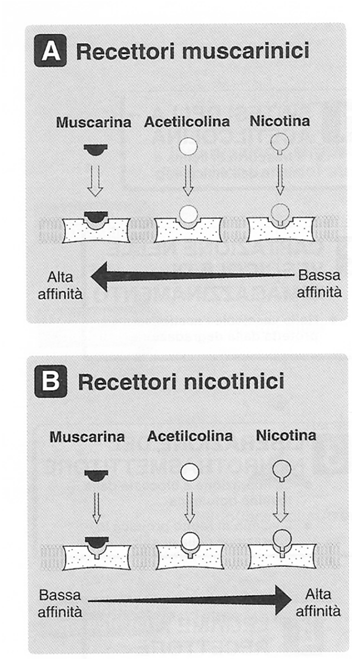 A Recettori muscarinici
Muscarina Acetilcolina Nicotina
Alta
affinità
Bassa
affinità
B Recettori nicotinici
Muscarina Acetilcolina Nicotina
Bassa
affinità
Alta
affinità